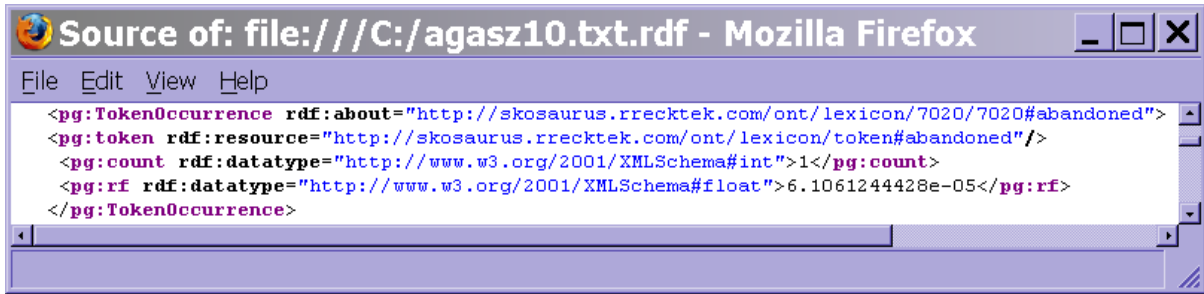 Source of: file:///C:/agasz10.txt.rdf - Mozilla Firefox
File Edit View Help
<pg:TokenOccurrence rdf:about="http://skosaurus.rrecktek.com/ont/lexicon/7020/7020#abandoned">
<pg:token rdf:resource="http://skosaurus.rrecktek.com/ont/lexicon/token#abandoned"/>
<pg:count rdf:datatype="http://www.w3.org/2001/XMLSchema#int">1</pg:count>
<pg:rf rdf:datatype="http://www.w3.org/2001/XMLSchema#float">6.1061244428e-05</pg:rf>
</pg:TokenOccurrence>